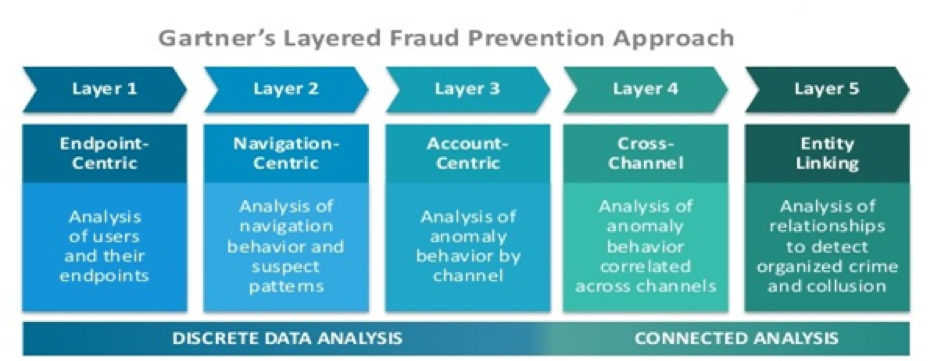 Gartner's Layered Fraud Prevention Approach
Layer 1
Layer 2
Layer 3
Layer 4
Layer 5
Endpoint-
Centric
Navigation-
Centric
Account-
Centric
Cross-
Channel
Entity
Linking
Analysis
of users
and their
endpoints
Analysis of
navigation
behavior and
suspect
patterns
Analysis of
anomaly
behavior by
channel
Analysis of
anomaly
behavior
correlated
across channels
Analysis of
relationships
to detect
organized crime
and collusion
DISCRETE DATA ANALYSIS
CONNECTED ANALYSIS